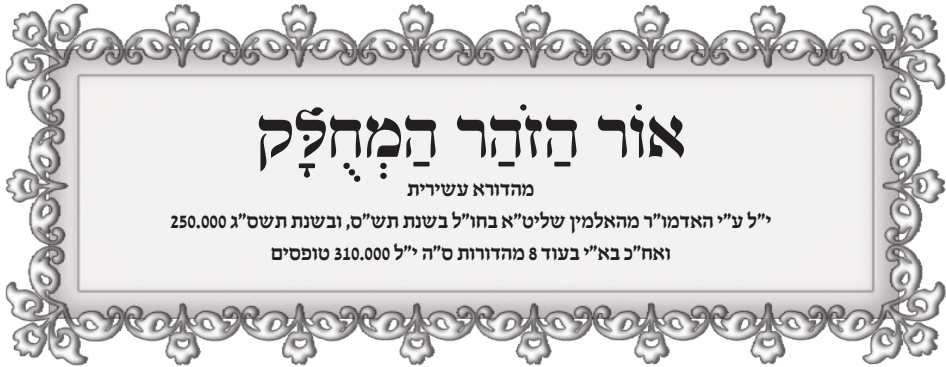 אוֹר הַזֹּהַר הַמְחֻלָּק
מהדורא עשירית
י״ל ע״י האדמו״ר מהאלמין שליט״א בחו״ל בשנת תש״ס, ובשנת תשס״ג 250.000
ואח״כ בא״י בעוד 8 מהדורות ס״ה י״ל 310.000 טופסים